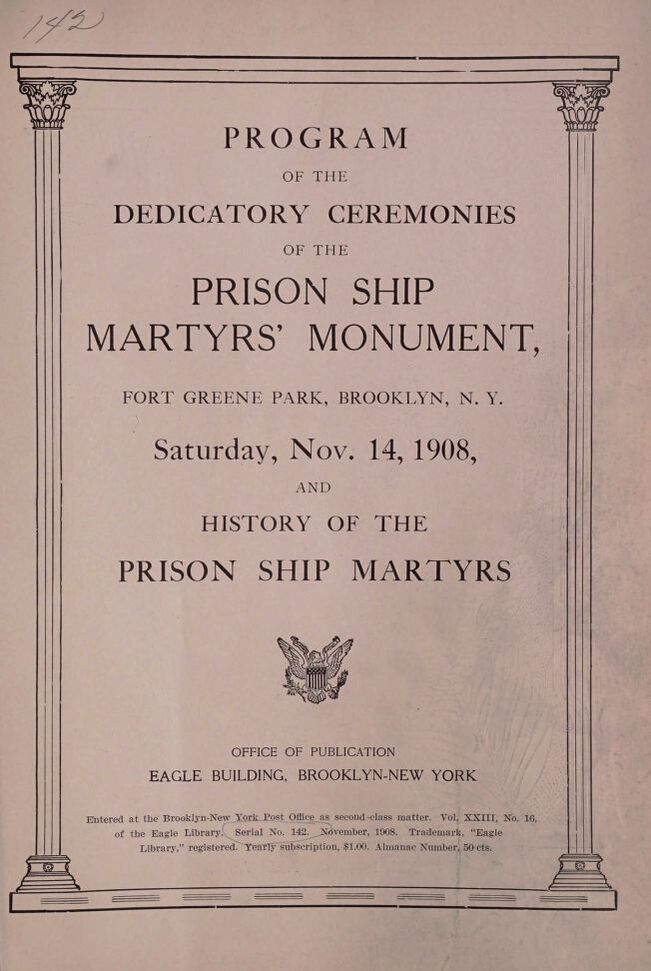 142
PROGRAM
OF THE
DEDICATORY CEREMONIES
OF THE
PRISON SHIP
MARTYRS' MONUMENT,
FORT GREENE PARK, BROOKLYN, N. Y.
Saturday, Nov. 14, 1908,
AND
HISTORY OF THE
PRISON SHIP MARTYRS
OFFICE OF PUBLICATION
EAGLE BUILDING, BROOKLYN-NEW YORK
Entered at the Brooklyn-New York Post Office as second-class matter. Vol. XXIII, No. 16,
of the Eagle Library. Serial No. 142. November, 1908. Trademark, "Eagle
Library," registered. Yearly subscription, $1.00. Almanac Number, 50 cts.